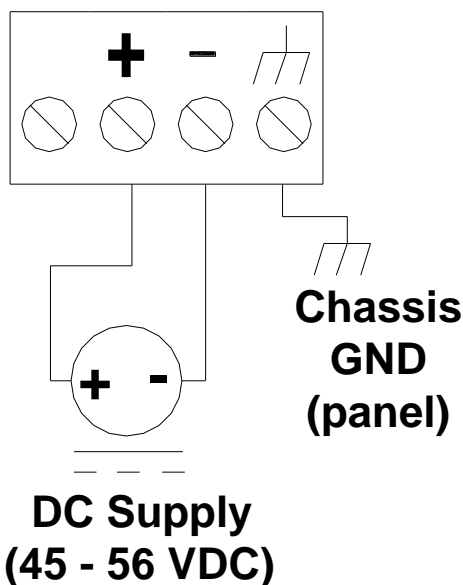 + -
+ -
Chassis
GND
(panel)
DC Supply
(45 - 56 VDC)